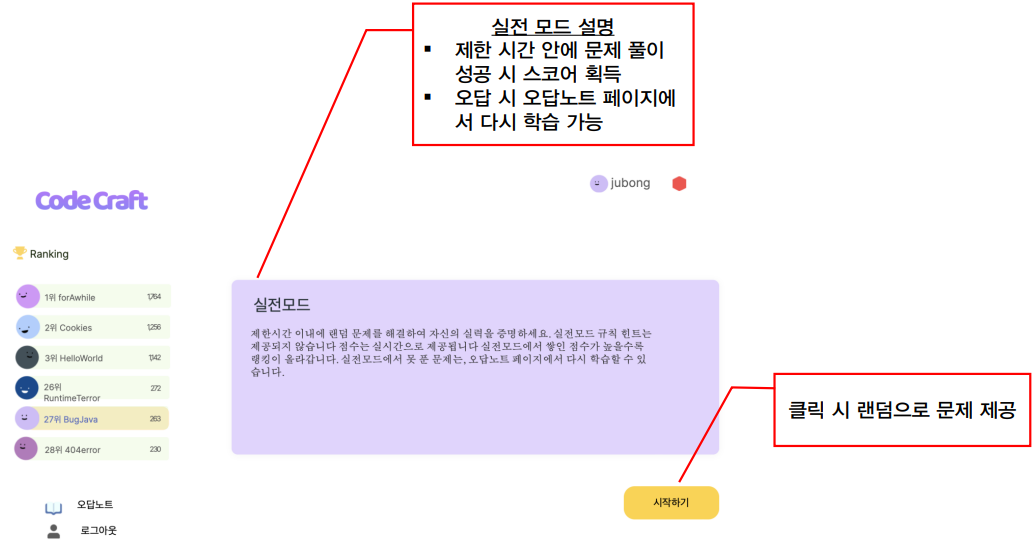 실전 모드 설명
▪ 제한 시간 안에 문제 풀이
성공 시 스코어 획득
▪ 오답 시 오답노트 페이지에
서 다시 학습 가능
jubong
Code Craft
Ranking
1위 forAwhile 1,764
2위 Cookies 1,256
3위 HelloWorld 1,142
26위
RuntimeTerror 272
27위 BugJava 263
28위 404error 230
오답노트
로그아웃
실전모드
제한시간 이내에 랜덤 문제를 해결하여 자신의 실력을 증명하세요. 실전모드 규칙 힌트는
제공되지 않습니다 점수는 실시간으로 제공됩니다 실전모드에서 쌓인 점수가 높을수록
랭킹이 올라갑니다. 실전모드에서 못 푼 문제는, 오답노트 페이지에서 다시 학습할 수 있
습니다.
클릭 시 랜덤으로 문제 제공
시작하기